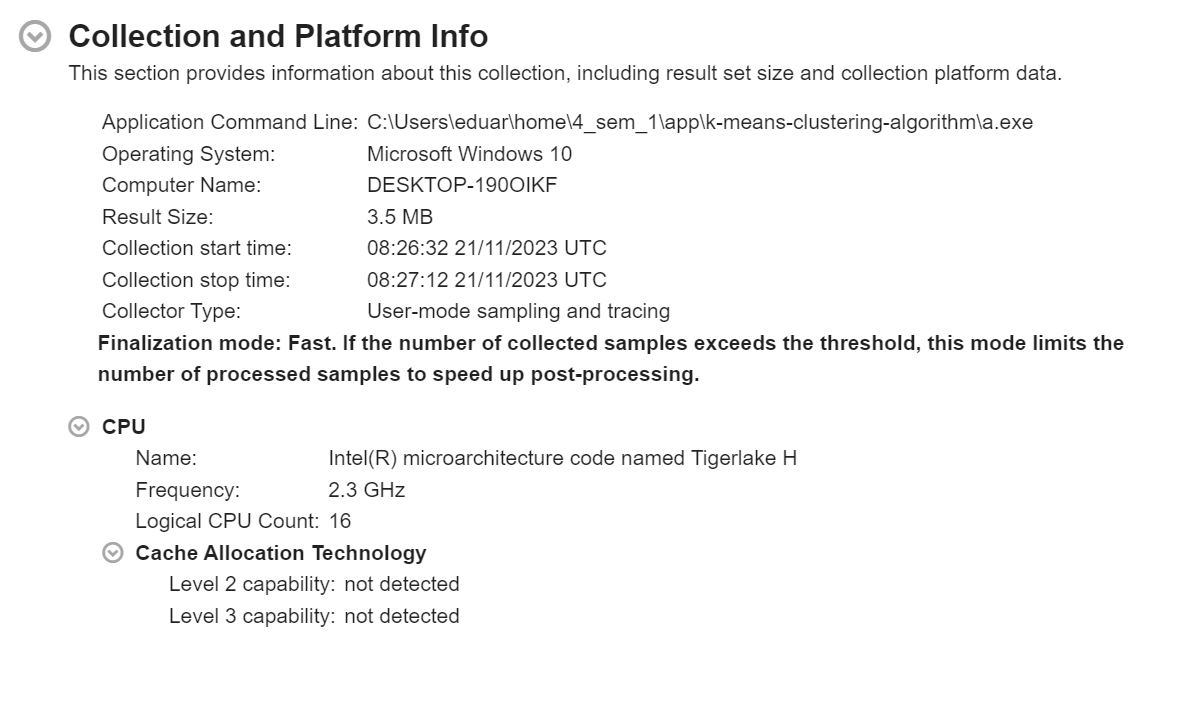 Collection and Platform Info
This section provides information about this collection, including result set size and collection platform data.
Application Command Line: C:\Users\eduar\home\4_sem_1\app\k-means-clustering-algorithm\a.exe
Operating System: Microsoft Windows 10
Computer Name: DESKTOP-190OIKF
Result Size: 3.5 MB
Collection start time: 08:26:32 21/11/2023 UTC
Collection stop time: 08:27:12 21/11/2023 UTC
Collector Type: User-mode sampling and tracing
Finalization mode: Fast. If the number of collected samples exceeds the threshold, this mode limits the
number of processed samples to speed up post-processing.
CPU
Name: Intel(R) microarchitecture code named Tigerlake H
Frequency: 2.3 GHz
Logical CPU Count: 16
Cache Allocation Technology
Level 2 capability: not detected
Level 3 capability: not detected